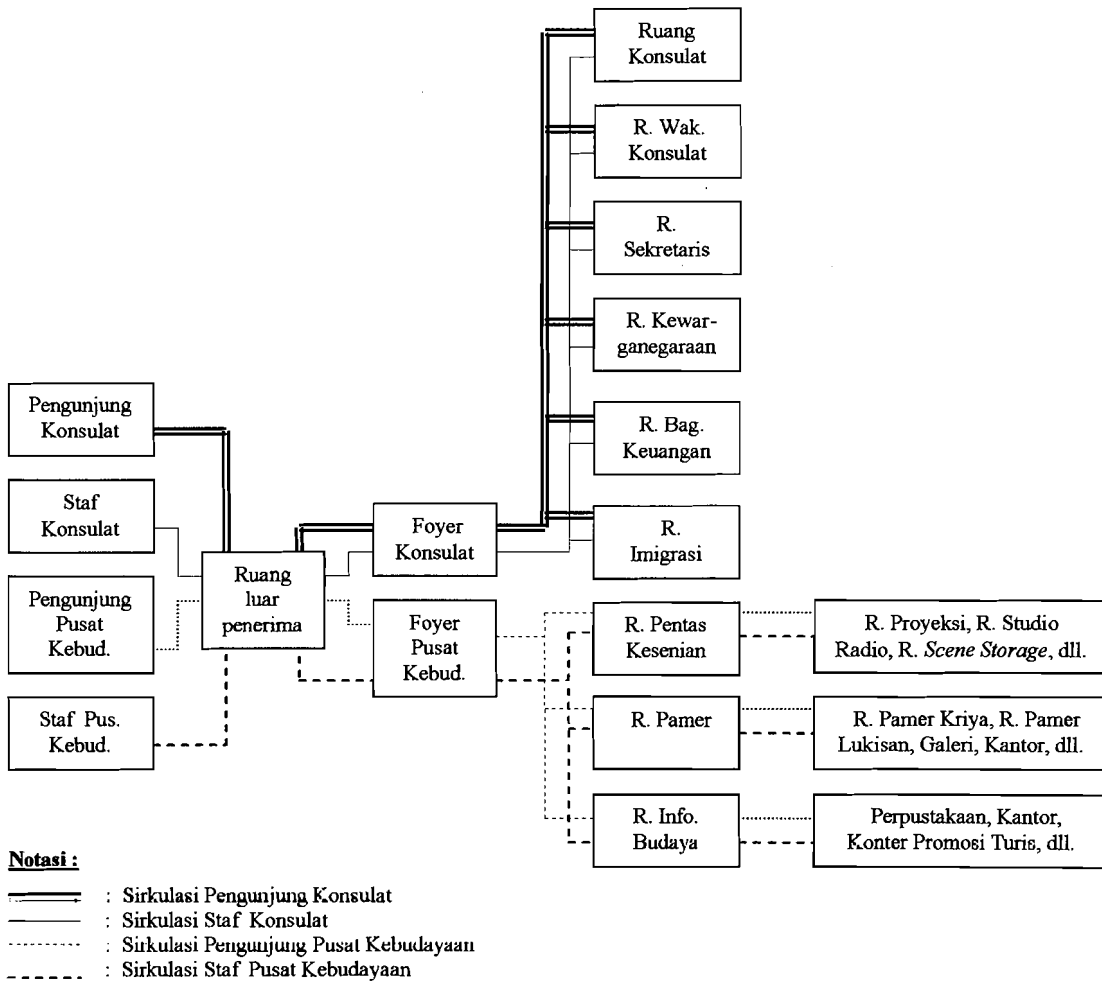 Ruang
Konsulat
R. Wak.
Konsulat
R.
Sekretaris
R. Kewar-
ganegaraan
R. Bag.
Keuangan
R.
Imigrasi
Pengunjung
Konsulat
Staf
Konsulat
Pengunjung
Pusat
Kebud.
Staf Pus.
Kebud.
Ruang
luar
penerima
Foyer
Konsulat
Foyer
Pusat
Kebud.
R. Pentas
Kesenian
R. Proyeksi, R. Studio
Radio, R. Scene Storage, dll.
R. Pamer
R. Pamer Kriya, R. Pamer
Lukisan, Galeri, Kantor, dll.
R. Info.
Budaya
Perpustakaan, Kantor,
Konter Promosi Turis, dll.
Notasi :
: Sirkulasi Pengunjung Konsulat
: Sirkulasi Staf Konsulat
: Sirkulasi Pengunjung Pusat Kebudayaan
: Sirkulasi Staf Pusat Kebudayaan